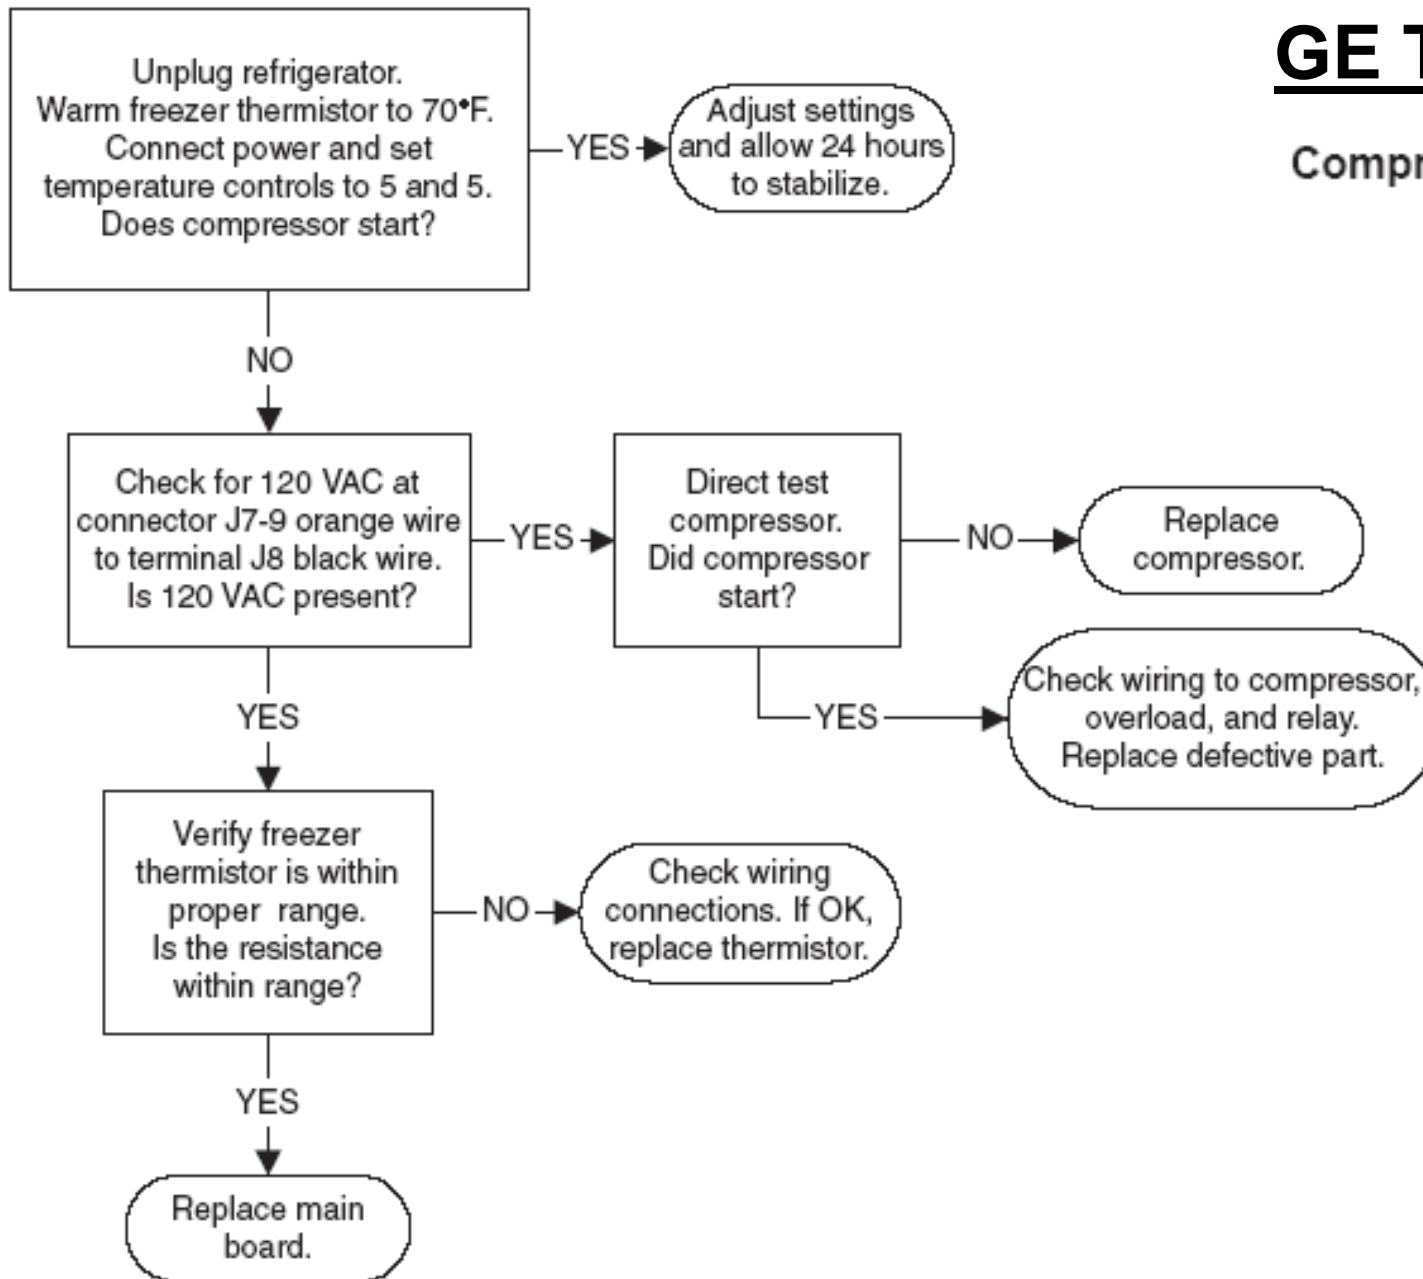 GE T
Compr
Unplug refrigerator.
Warm freezer thermistor to 70°F.
Connect power and set
temperature controls to 5 and 5.
Does compressor start?
YES
Adjust settings
and allow 24 hours
to stabilize.
NO
Check for 120 VAC at
connector J7-9 orange wire
to terminal J8 black wire.
Is 120 VAC present?
YES
Direct test
compressor.
Did compressor
start?
NO
Replace
compressor.
YES
Check wiring to compressor,
overload, and relay.
Replace defective part.
YES
Verify freezer
thermistor is within
proper range.
Is the resistance
within range?
NO
Check wiring
connections. If OK,
replace thermistor.
YES
Replace main
board.